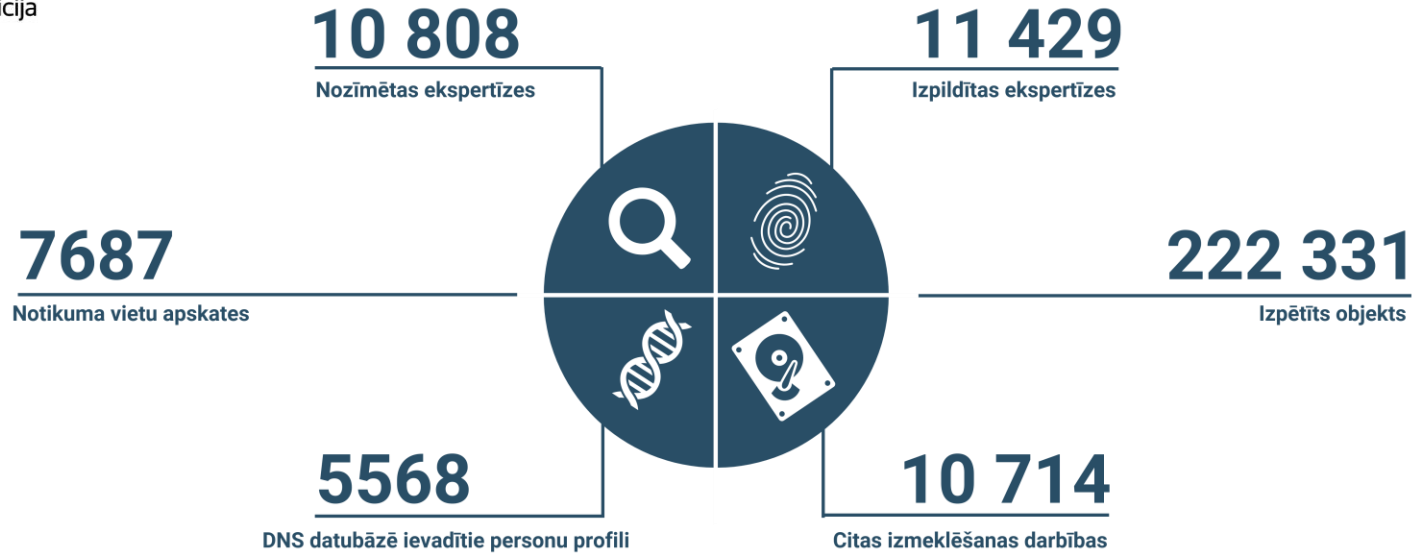 10 808
Nozīmētas ekspertīzes
11 429
Izpildītas ekspertīzes
7687
Notikuma vietu apskates
222 331
Izpētīts objekts
5568
DNS datubāzē ievadītie personu profili
10 714
Citas izmeklēšanas darbības